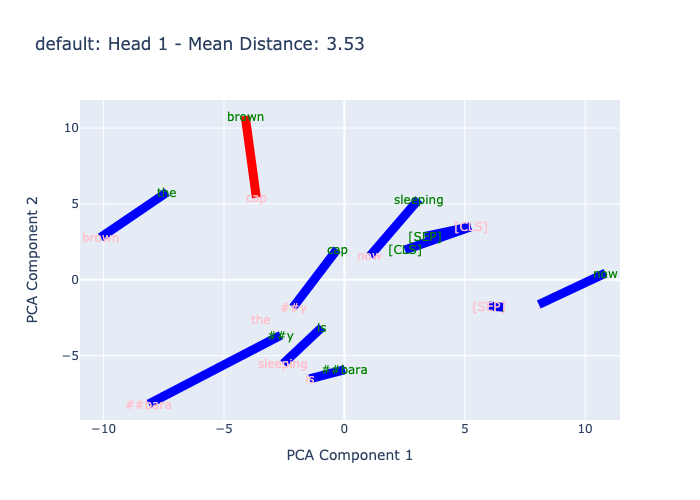 default: Head 1 - Mean Distance: 3.53
brown
the
cap
sleeping
brown
[CLS]
[SEP]
[CLS]
now
cap
now
##y
[SEP]
the
##y
is
sleeping
##bara
is
##bara
10
5
0
−5
−10
−5
0
5
10
PCA Component 1
PCA Component 2